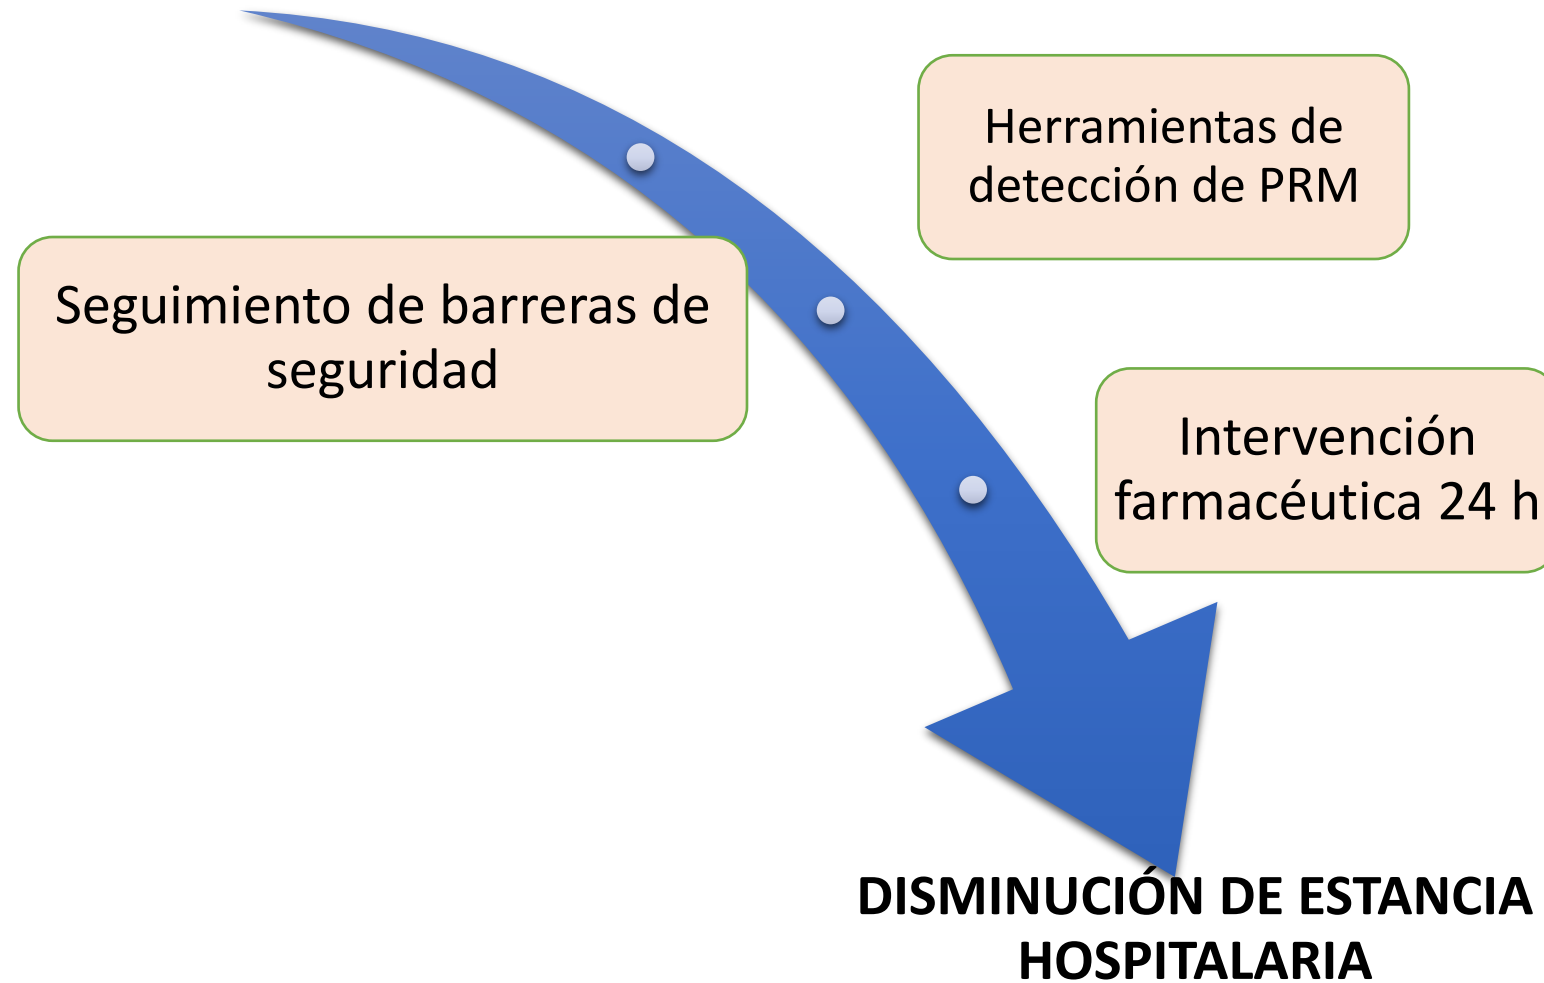 Herramientas de
detección de PRM
Seguimiento de barreras de
seguridad
Intervención
farmacéutica 24 h
DISMINUCIÓN DE ESTANCIA
HOSPITALARIA